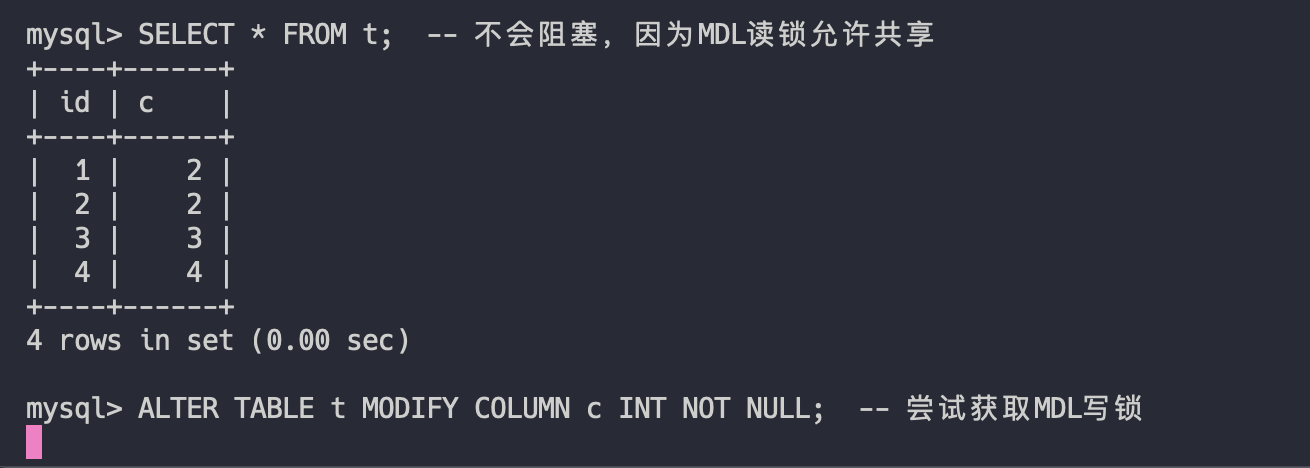 mysql> SELECT * FROM t;  -- 不会阻塞, 因为MDL读锁允许共享
+----+------+
| id | c    |
+----+------+
|  1 |    2 |
|  2 |    2 |
|  3 |    3 |
|  4 |    4 |
+----+------+
4 rows in set (0.00 sec)
mysql> ALTER TABLE t MODIFY COLUMN c INT NOT NULL;  -- 尝试获取MDL写锁